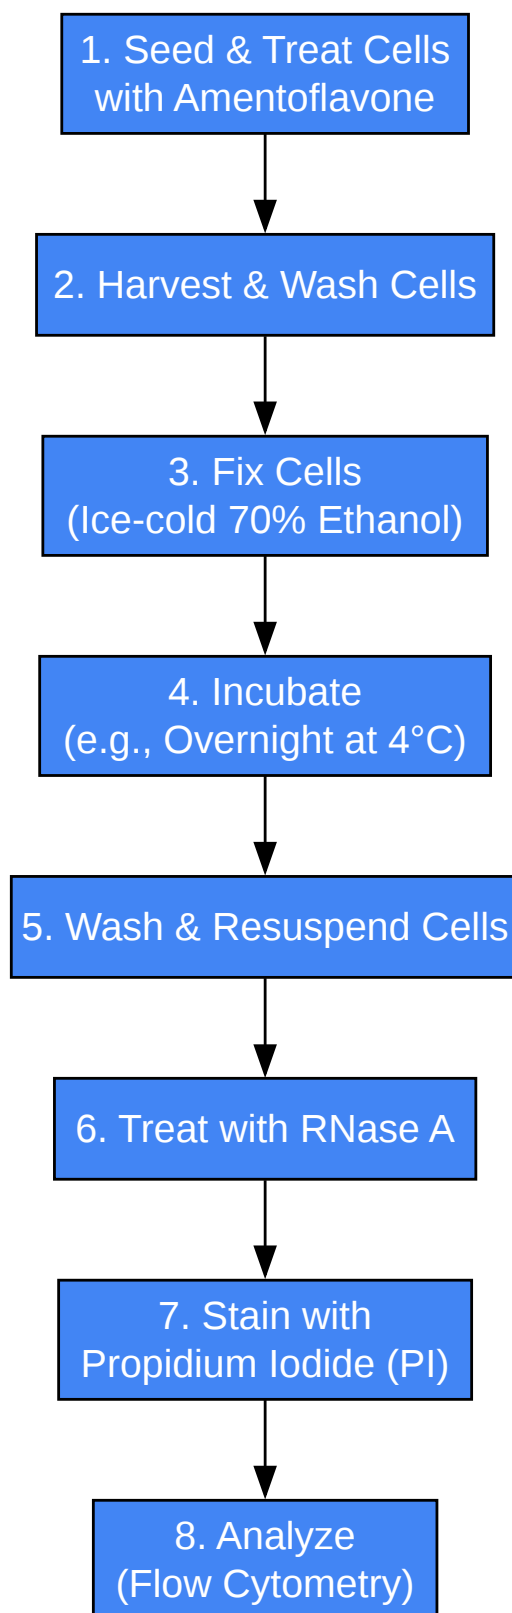 1. Seed & Treat Cells
with Amentoflavone
2. Harvest & Wash Cells
3. Fix Cells
(Ice-cold 70% Ethanol)
4. Incubate
(e.g., Overnight at 4°C)
5. Wash & Resuspend Cells
6. Treat with RNase A
7. Stain with
Propidium Iodide (PI)
8. Analyze
(Flow Cytometry)